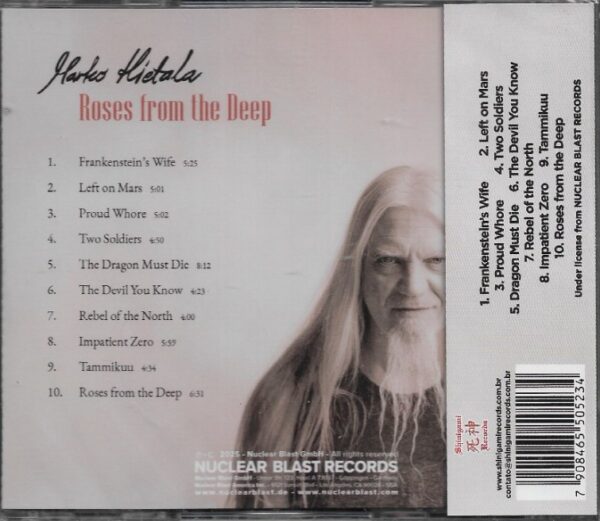 Marko Hietala
Roses from the Deep
1. Frankenstein's Wife 5:25
2. Left on Mars 5:01
3. Proud Whore 5:02
4. Two Soldiers 4:50
5. The Dragon Must Die 8:12
6. The Devil You Know 4:23
7. Rebel of the North 4:00
8. Impatient Zero 5:59
9. Tammikuu 4:34
10. Roses from the Deep 6:31
2025 - Nuclear Blast GmbH - All rights reserved
NUCLEAR BLAST RECORDS
Nuclear Blast GmbH
Nuclear Blast America Inc.
www.nuclearblast.de - www.nuclearblast.com
1. Frankenstein's Wife 2. Left on Mars
3. Proud Whore 4. Two Soldiers
5. Dragon Must Die 6. The Devil You Know
7. Rebel of the North
8. Impatient Zero 9. Tammikuu
10. Roses from the Deep
Under license from NUCLEAR BLAST RECORDS
Shinigami
死神
Records
www.shinigamirecords.com.br
contato@shinigamirecords.com.br
7 908465 505234